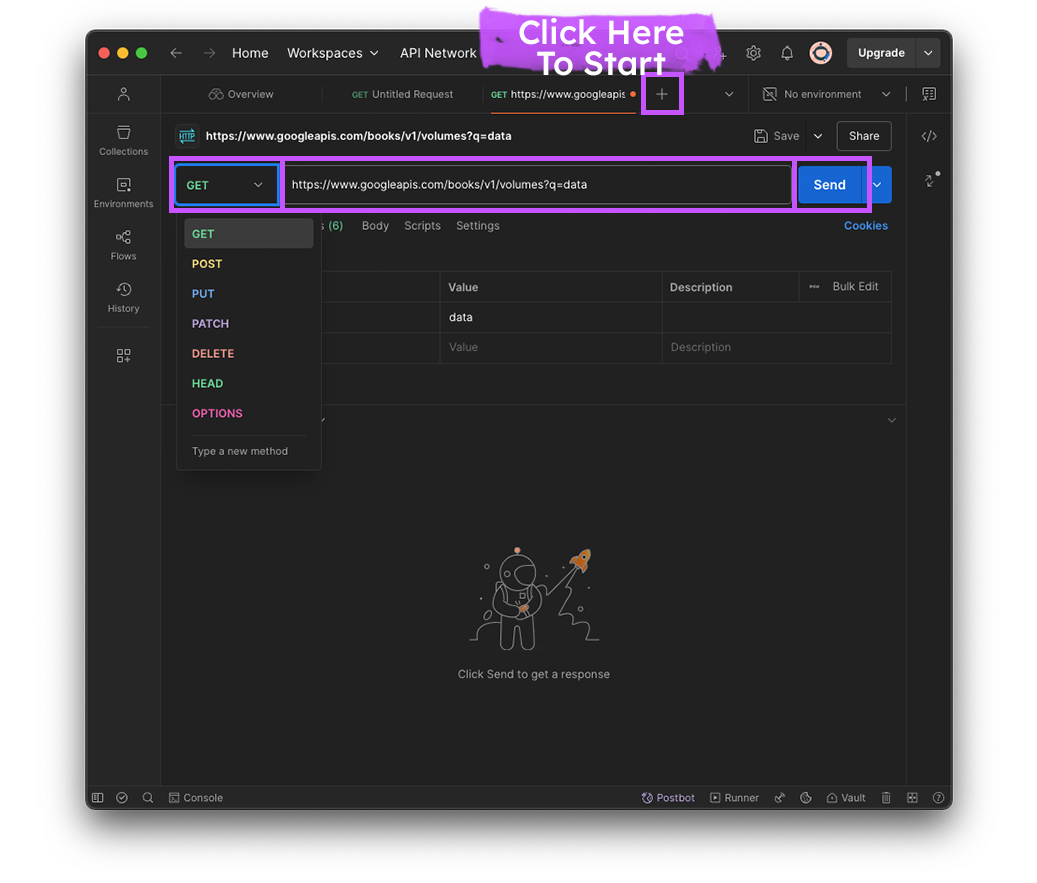 Click Here
To Start
Home Workspaces API Network
Upgrade
Overview GET Untitled Request GET https://www.googleapis No environment
HTTP https://www.googleapis.com/books/v1/volumes?q=data Save Share
Collections
GET https://www.googleapis.com/books/v1/volumes?q=data Send
Environments
s (6) Body Scripts Settings Cookies
GET
POST
Flows
Value Description Bulk Edit
PUT
History
data
PATCH
Value Description
DELETE
HEAD
OPTIONS
Type a new method
Click Send to get a response
Console Postbot Runner Vault